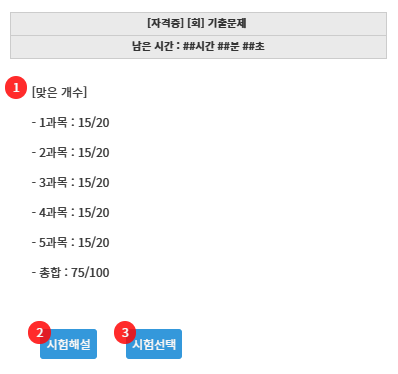 [자격증] [회] 기출문제
남은 시간 : ##시간 ##분 ##초
1 [맞은 개수]
- 1과목 : 15/20
- 2과목 : 15/20
- 3과목 : 15/20
- 4과목 : 15/20
- 5과목 : 15/20
- 총합 : 75/100
2 시험해설 3 시험선택